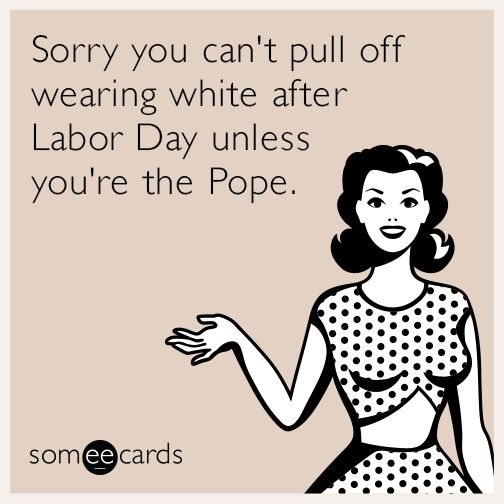 Sorry you can't pull off
wearing white after
Labor Day unless
you're the Pope.
someecards